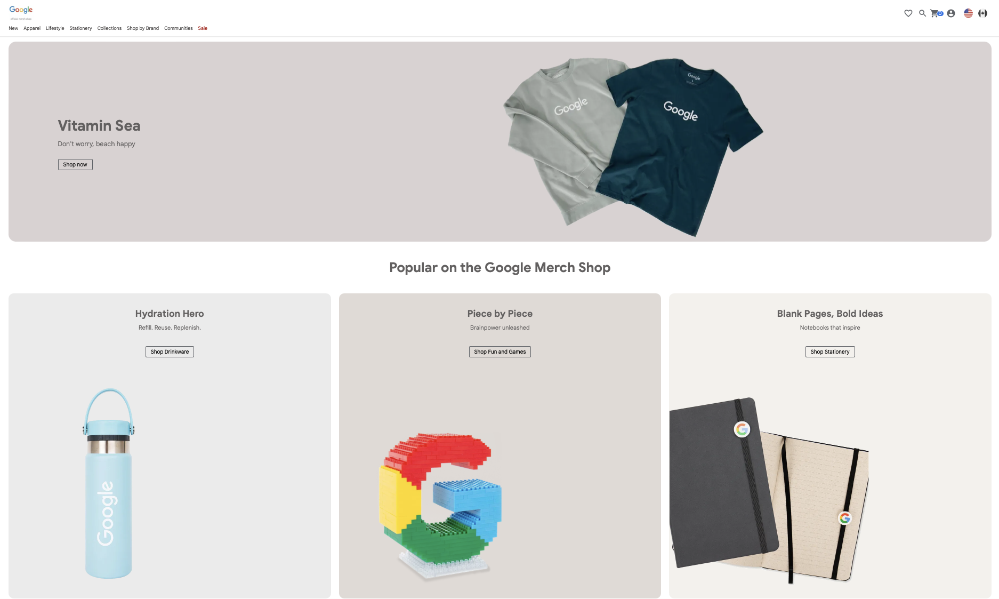 Google
official merch shop
0
New Apparel Lifestyle Stationery Collections Shop by Brand Communities Sale
Google
Google
Google
L
Vitamin Sea
Don't worry, beach happy
Shop now
Popular on the Google Merch Shop
Hydration Hero
Refill. Reuse. Replenish.
Shop Drinkware
Google
Piece by Piece
Brainpower unleashed
Shop Fun and Games
Blank Pages, Bold Ideas
Notebooks that inspire
Shop Stationery
G
G